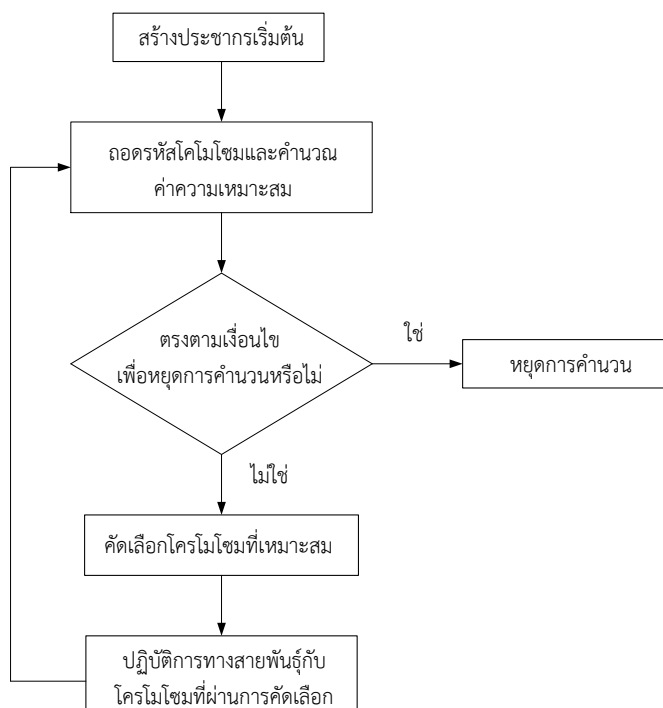 สร้างประชากรเริ่มต้น
ถอดรหัสโคโมโซมและคำนวณ
ค่าความเหมาะสม
ตรงตามเงื่อนไข
เพื่อหยุดการคำนวนหรือไม่
ใช่
หยุดการคำนวน
ไม่ใช่
คัดเลือกโครโมโซมที่เหมาะสม
ปฏิบัติการทางสายพันธุ์กับ
โครโมโซมที่ผ่านการคัดเลือก